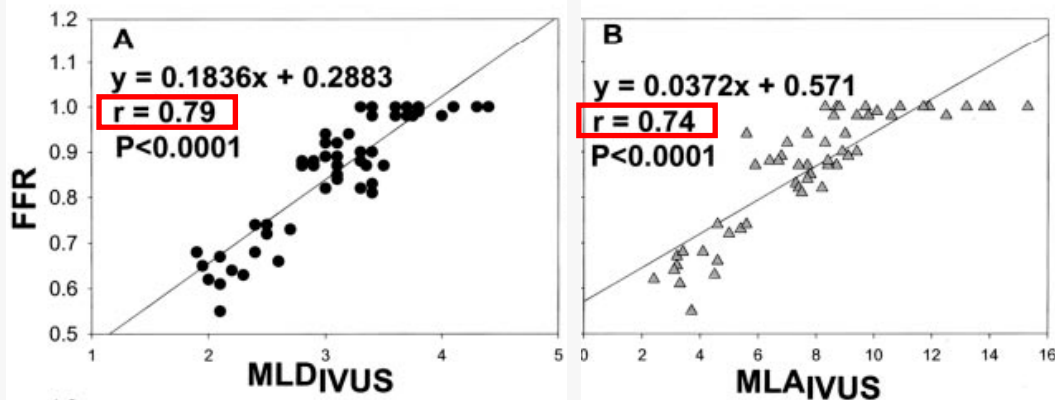 A
y = 0.1836x + 0.2883
r = 0.79
P<0.0001
FFR
1.2
1.1
1.0
0.9
0.8
0.7
0.6
0.5
1 2 3 4 5
MLDIVUS
B
y = 0.0372x + 0.571
r = 0.74
P<0.0001
0 2 4 6 8 10 12 14 16
MLAIVUS